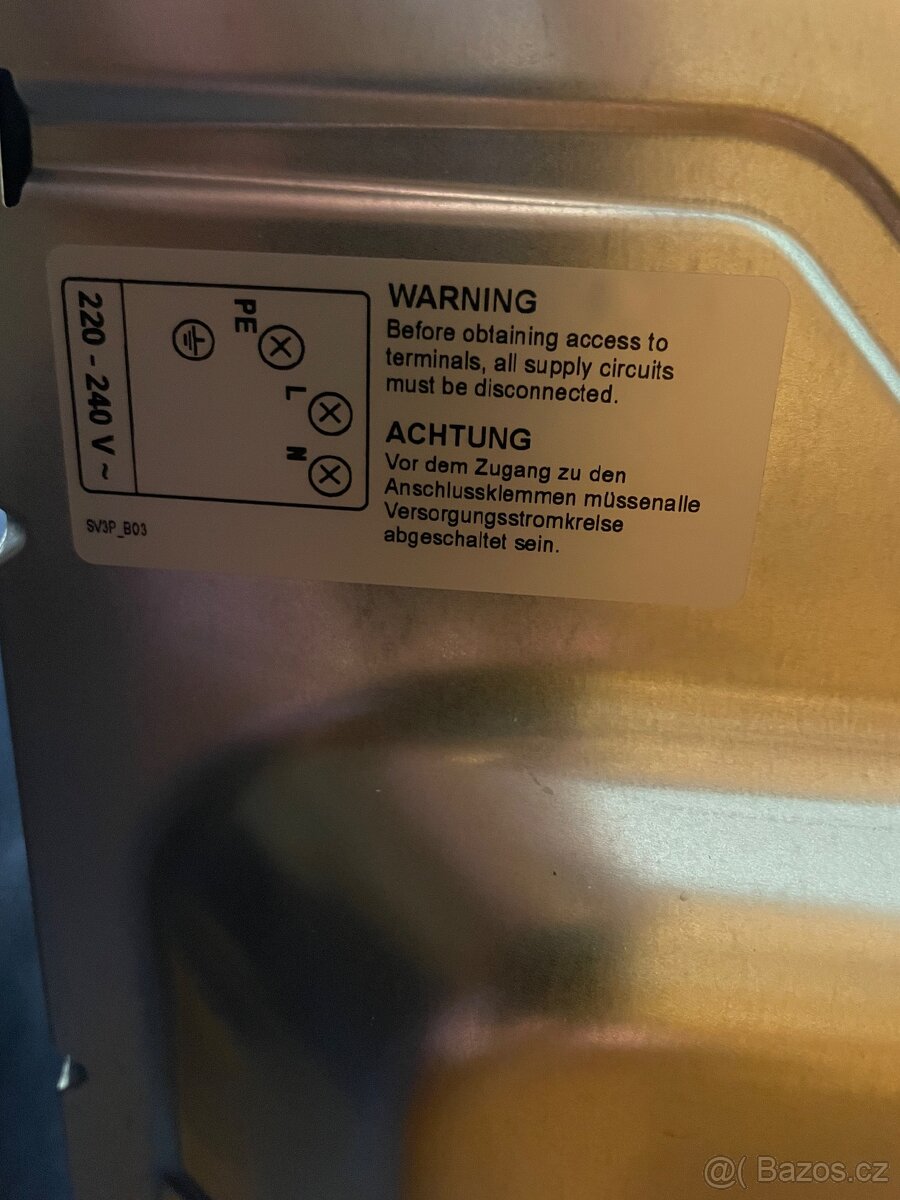 220 - 240 V ~
PE
L
N
SV3P_B03
WARNING
Before obtaining access to
terminals, all supply circuits
must be disconnected.
ACHTUNG
Vor dem Zugang zu den
Anschlussklemmen müssenalle
Versorgungsstromkreise
abgeschaltet sein.
@( Bazos.cz